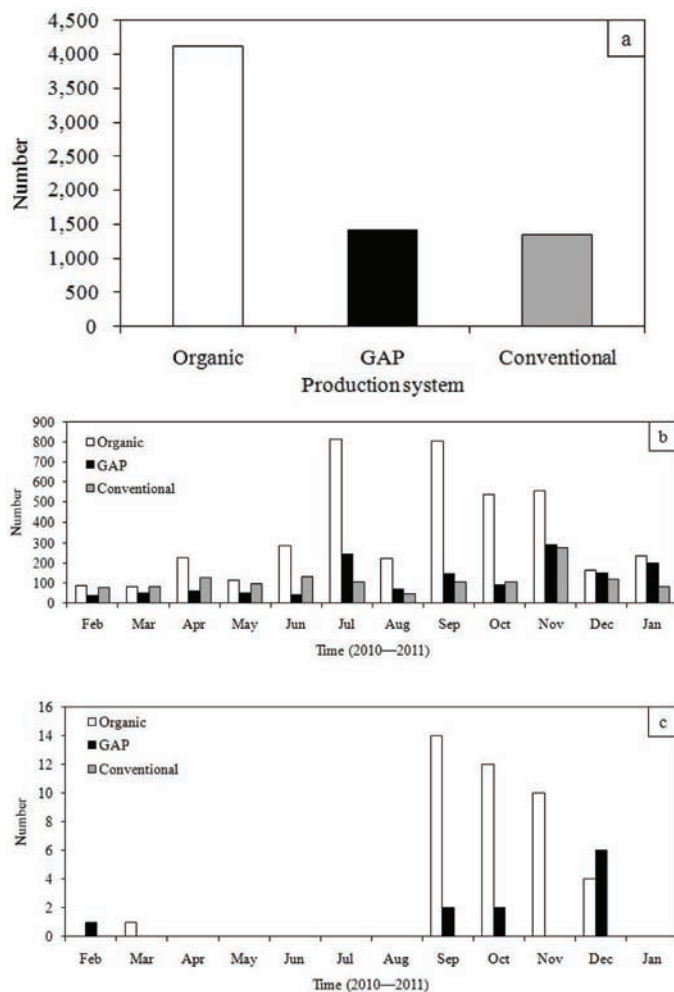 a
4,500
4,000
3,500
3,000
2,500
2,000
1,500
1,000
500
0
Number
Organic GAP Conventional
Production system
b
900
800
700
600
500
400
300
200
100
0
Number
Organic
GAP
Conventional
Feb Mar Apr May Jun Jul Aug Sep Oct Nov Dec Jan
Time (2010—2011)
c
16
14
12
10
8
6
4
2
0
Number
Organic
GAP
Conventional
Feb Mar Apr May Jun Jul Aug Sep Oct Nov Dec Jan
Time (2010—2011)